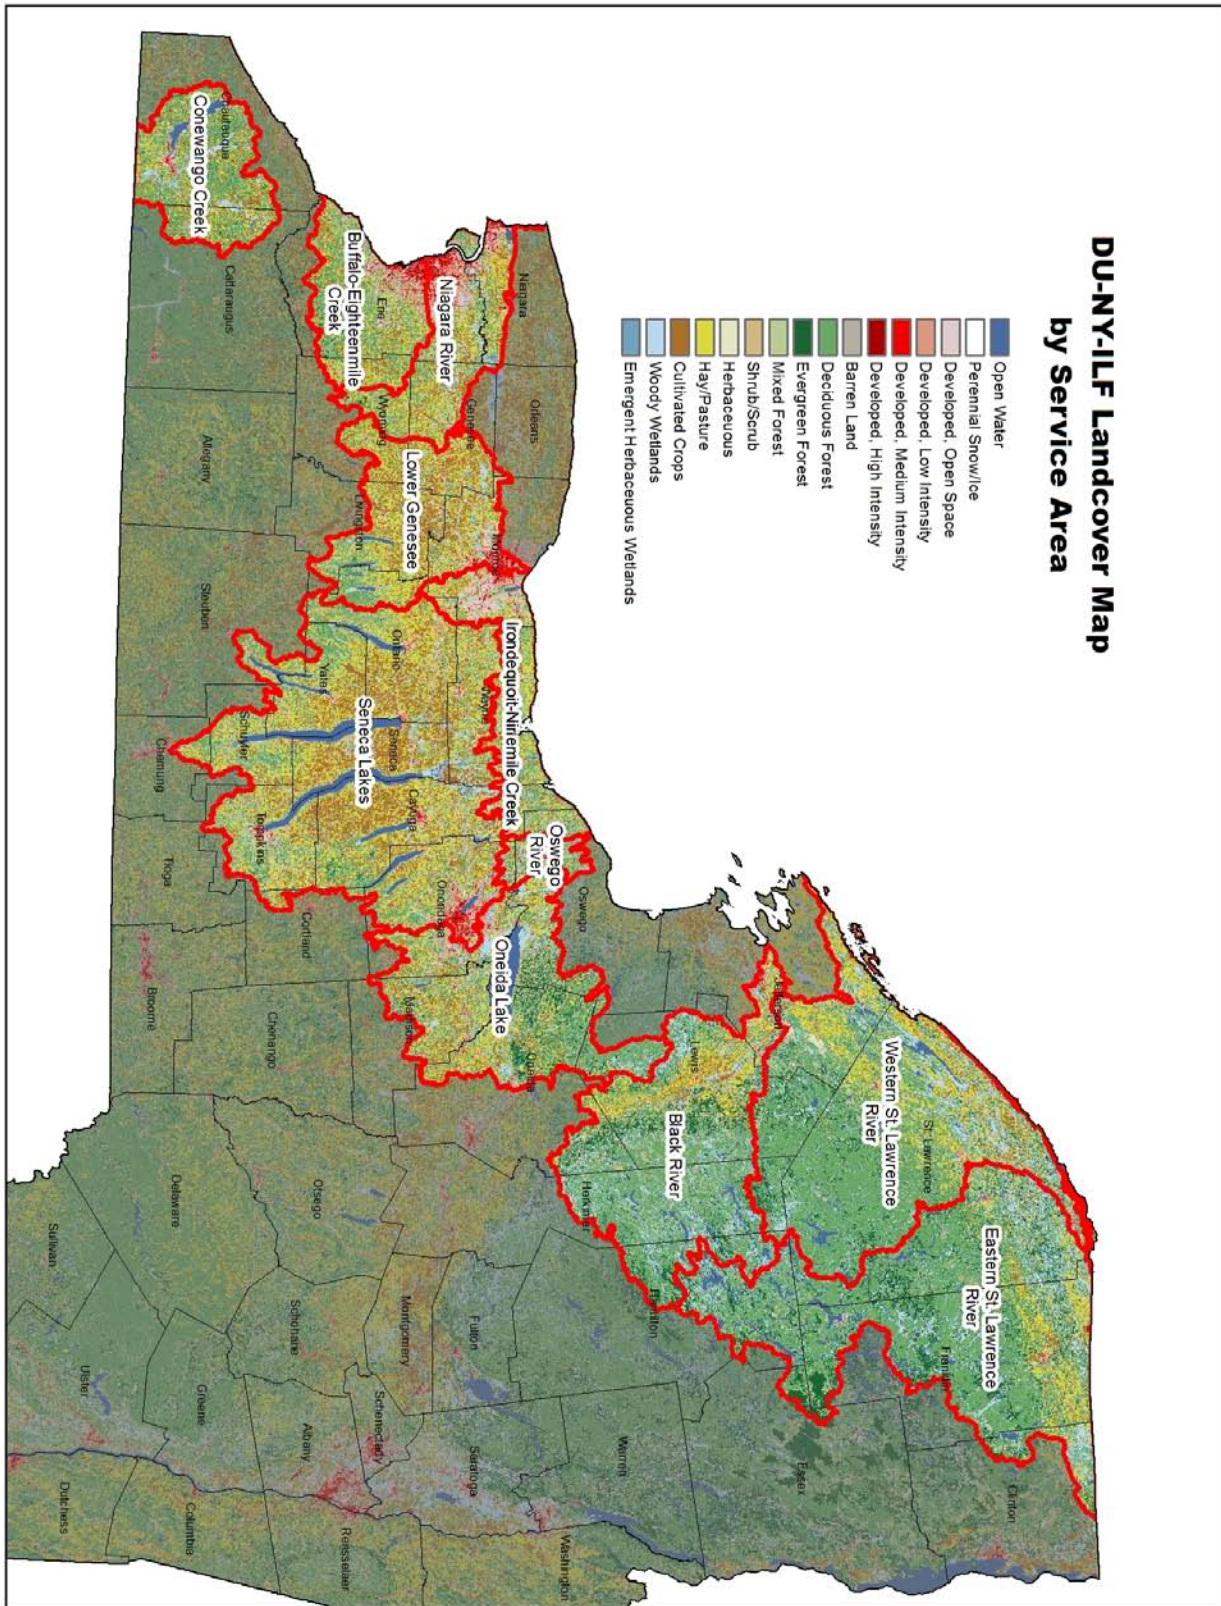 DU-NY-ILF Landcover Map
by Service Area
Open Water
Perennial Snow/Ice
Developed, Open Space
Developed, Low Intensity
Developed, Medium Intensity
Developed, High Intensity
Barren Land
Deciduous Forest
Evergreen Forest
Mixed Forest
Shrub/Scrub
Herbaceuous
Hay/Pasture
Cultivated Crops
Woody Wetlands
Emergent Herbaceuous Wetlands
Eastern St. Lawrence
River
Western St. Lawrence
River
St. Lawrence
Franklin
Clinton
Jefferson
Lewis
Black River
Essex
Herkimer
Hamilton
Warren
Oswego
Oswego
River
Oneida Lake
Oneida
Madison
Onondaga
Niagara
Orleans
Niagara River
Genesee
Monroe
Irondequoit-Ninemile Creek
Wayne
Lower Genesee
Buffalo-Eighteenmile
Creek
Erie
Wyoming
Livingston
Ontario
Seneca
Seneca Lakes
Cayuga
Yates
Schuyler
Tompkins
Cortland
Chautauqua
Conewango Creek
Cattaraugus
Allegany
Steuben
Chemung
Tioga
Broome
Chenango
Otsego
Delaware
Sullivan
Montgomery
Fulton
Saratoga
Schenectady
Schoharie
Albany
Greene
Ulster
Washington
Rensselaer
Columbia
Dutchess